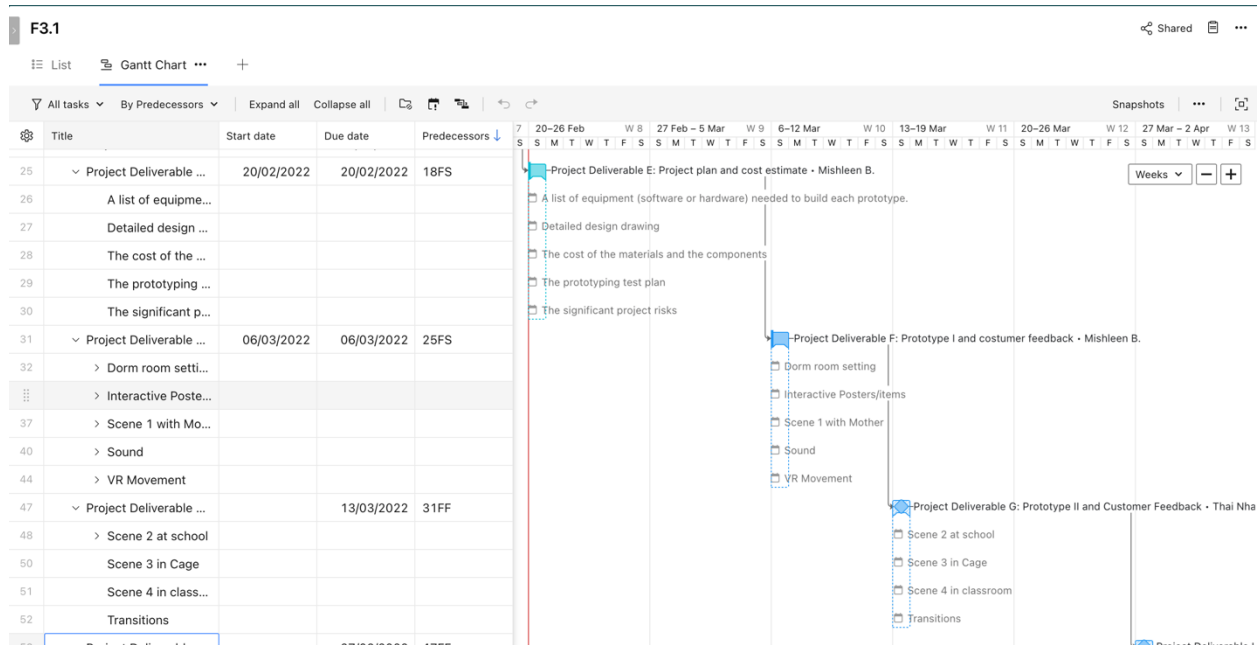 F3.1
Shared
List
Gantt Chart
All tasks By Predecessors Expand all Collapse all Snapshots
Title Start date Due date Predecessors 7 20–26 Feb W 8 27 Feb – 5 Mar W 9 6–12 Mar W 10 13–19 Mar W 11 20–26 Mar W 12 27 Mar – 2 Apr W 13
S S M T W T F S S M T W T F S S M T W T F S S M T W T F S S M T W T F S S M T W T F S
25 Project Deliverable ... 20/02/2022 20/02/2022 18FS Project Deliverable E: Project plan and cost estimate • Mishleen B. Weeks
26 A list of equipme... A list of equipment (software or hardware) needed to build each prototype.
27 Detailed design ... Detailed design drawing
28 The cost of the ... The cost of the materials and the components
29 The prototyping ... The prototyping test plan
30 The significant p... The significant project risks
31 Project Deliverable ... 06/03/2022 06/03/2022 25FS Project Deliverable F: Prototype I and costumer feedback • Mishleen B.
32 Dorm room setti... Dorm room setting
Interactive Poste... Interactive Posters/items
37 Scene 1 with Mo... Scene 1 with Mother
40 Sound Sound
44 VR Movement VR Movement
47 Project Deliverable ... 13/03/2022 31FF Project Deliverable G: Prototype II and Customer Feedback • Thai Nha
48 Scene 2 at school Scene 2 at school
50 Scene 3 in Cage Scene 3 in Cage
51 Scene 4 in class... Scene 4 in classroom
52 Transitions Transitions